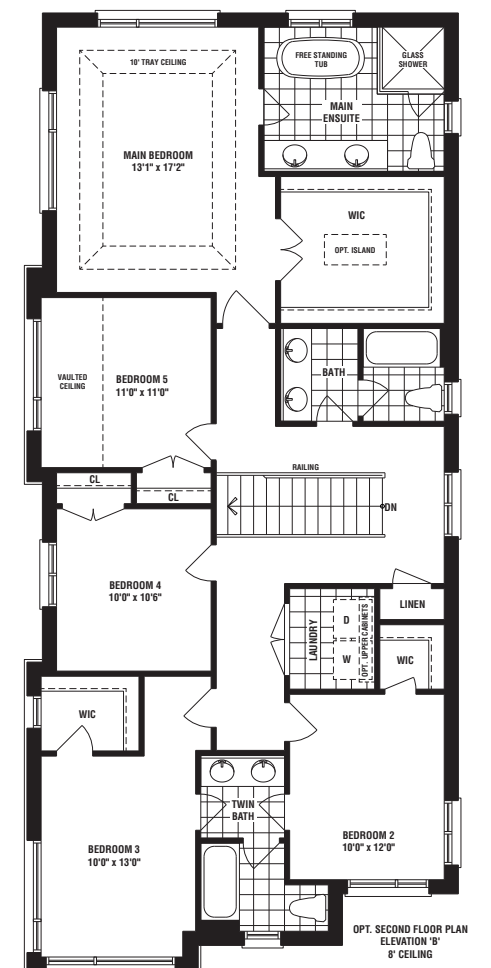 10' TRAY CEILING
FREE STANDING
TUB
GLASS
SHOWER
MAIN
ENSUITE
MAIN BEDROOM
13'1" x 17'2"
WIC
OPT. ISLAND
BATH
VAULTED
CEILING
BEDROOM 5
11'0" x 11'0"
RAILING
CL
CL
DN
BEDROOM 4
10'0" x 10'6"
LINEN
LAUNDRY
D
W
OPT. UPPER CABINETS
WIC
WIC
TWIN
BATH
BEDROOM 2
10'0" x 12'0"
BEDROOM 3
10'0" x 13'0"
OPT. SECOND FLOOR PLAN
ELEVATION 'B'
8' CEILING